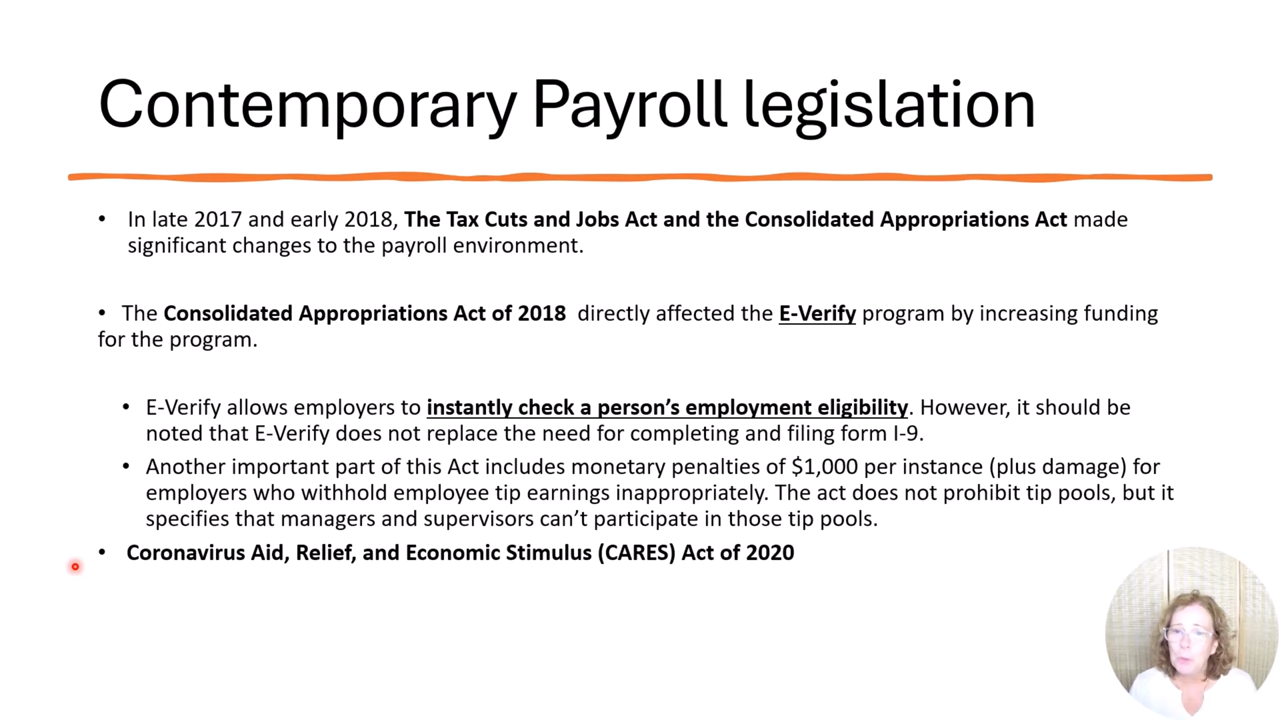 Contemporary Payroll legislation
• In late 2017 and early 2018, The Tax Cuts and Jobs Act and the Consolidated Appropriations Act made
significant changes to the payroll environment.
• The Consolidated Appropriations Act of 2018 directly affected the E-Verify program by increasing funding
for the program.
• E-Verify allows employers to instantly check a person’s employment eligibility. However, it should be
noted that E-Verify does not replace the need for completing and filing form I-9.
• Another important part of this Act includes monetary penalties of $1,000 per instance (plus damage) for
employers who withhold employee tip earnings inappropriately. The act does not prohibit tip pools, but it
specifies that managers and supervisors can’t participate in those tip pools.
• Coronavirus Aid, Relief, and Economic Stimulus (CARES) Act of 2020